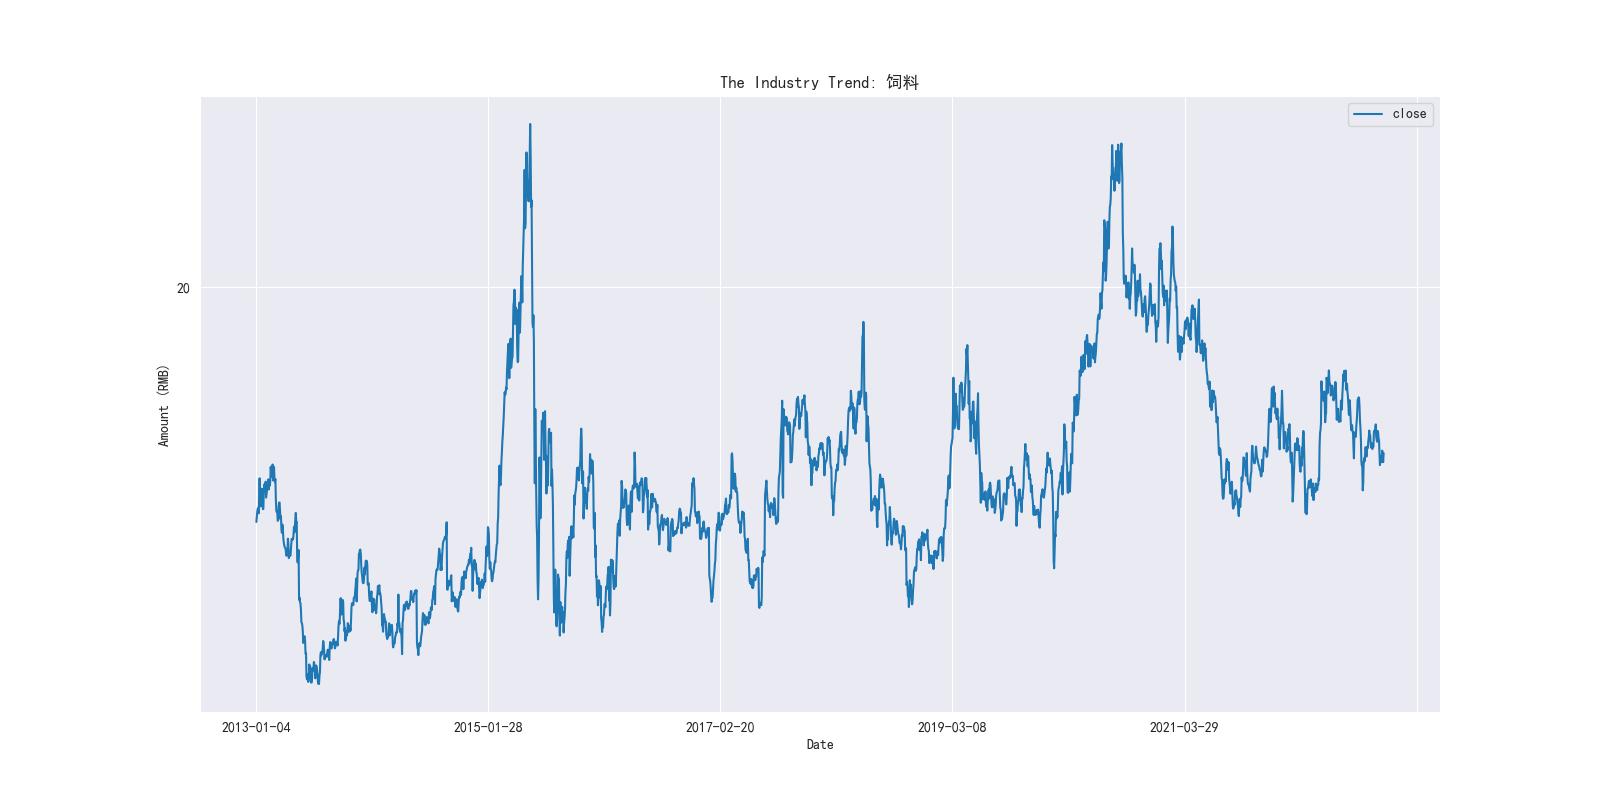 The Industry Trend: 饲料
close
20
Amount (RMB)
2013-01-04
2015-01-28
2017-02-20
2019-03-08
2021-03-29
Date